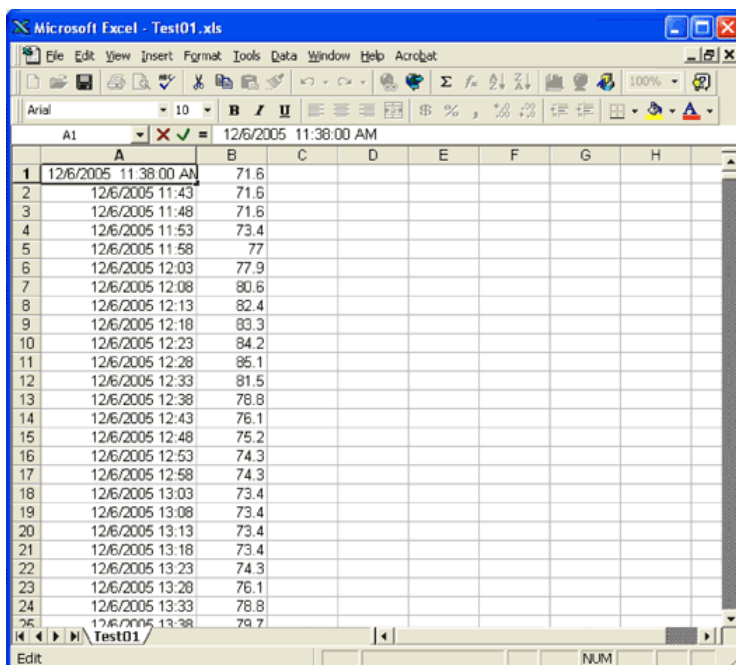 Microsoft Excel - Test01.xls
File Edit View Insert Format Tools Data Window Help Acrobat
100%
Arial 10 B I U $ % ,
A1 = 12/6/2005 11:38:00 AM
A B C D E F G H
1 12/6/2005 11:38:00 AM 71.6
2 12/6/2005 11:43 71.6
3 12/6/2005 11:48 71.6
4 12/6/2005 11:53 73.4
5 12/6/2005 11:58 77
6 12/6/2005 12:03 77.9
7 12/6/2005 12:08 80.6
8 12/6/2005 12:13 82.4
9 12/6/2005 12:18 83.3
10 12/6/2005 12:23 84.2
11 12/6/2005 12:28 85.1
12 12/6/2005 12:33 81.5
13 12/6/2005 12:38 78.8
14 12/6/2005 12:43 76.1
15 12/6/2005 12:48 75.2
16 12/6/2005 12:53 74.3
17 12/6/2005 12:58 74.3
18 12/6/2005 13:03 73.4
19 12/6/2005 13:08 73.4
20 12/6/2005 13:13 73.4
21 12/6/2005 13:18 73.4
22 12/6/2005 13:23 74.3
23 12/6/2005 13:28 76.1
24 12/6/2005 13:33 78.8
25 12/6/2005 13:38 79.7
Test01
Edit NUM